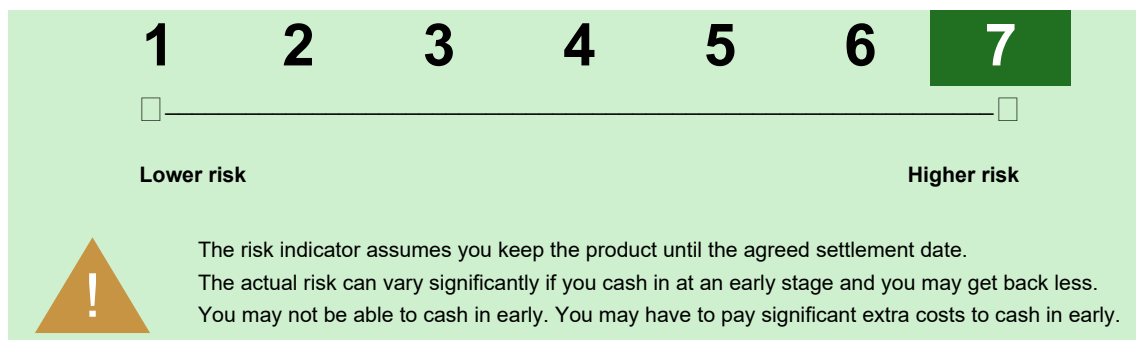 1 2 3 4 5 6 7
Lower risk Higher risk
The risk indicator assumes you keep the product until the agreed settlement date.
The actual risk can vary significantly if you cash in at an early stage and you may get back less.
! You may not be able to cash in early. You may have to pay significant extra costs to cash in early.